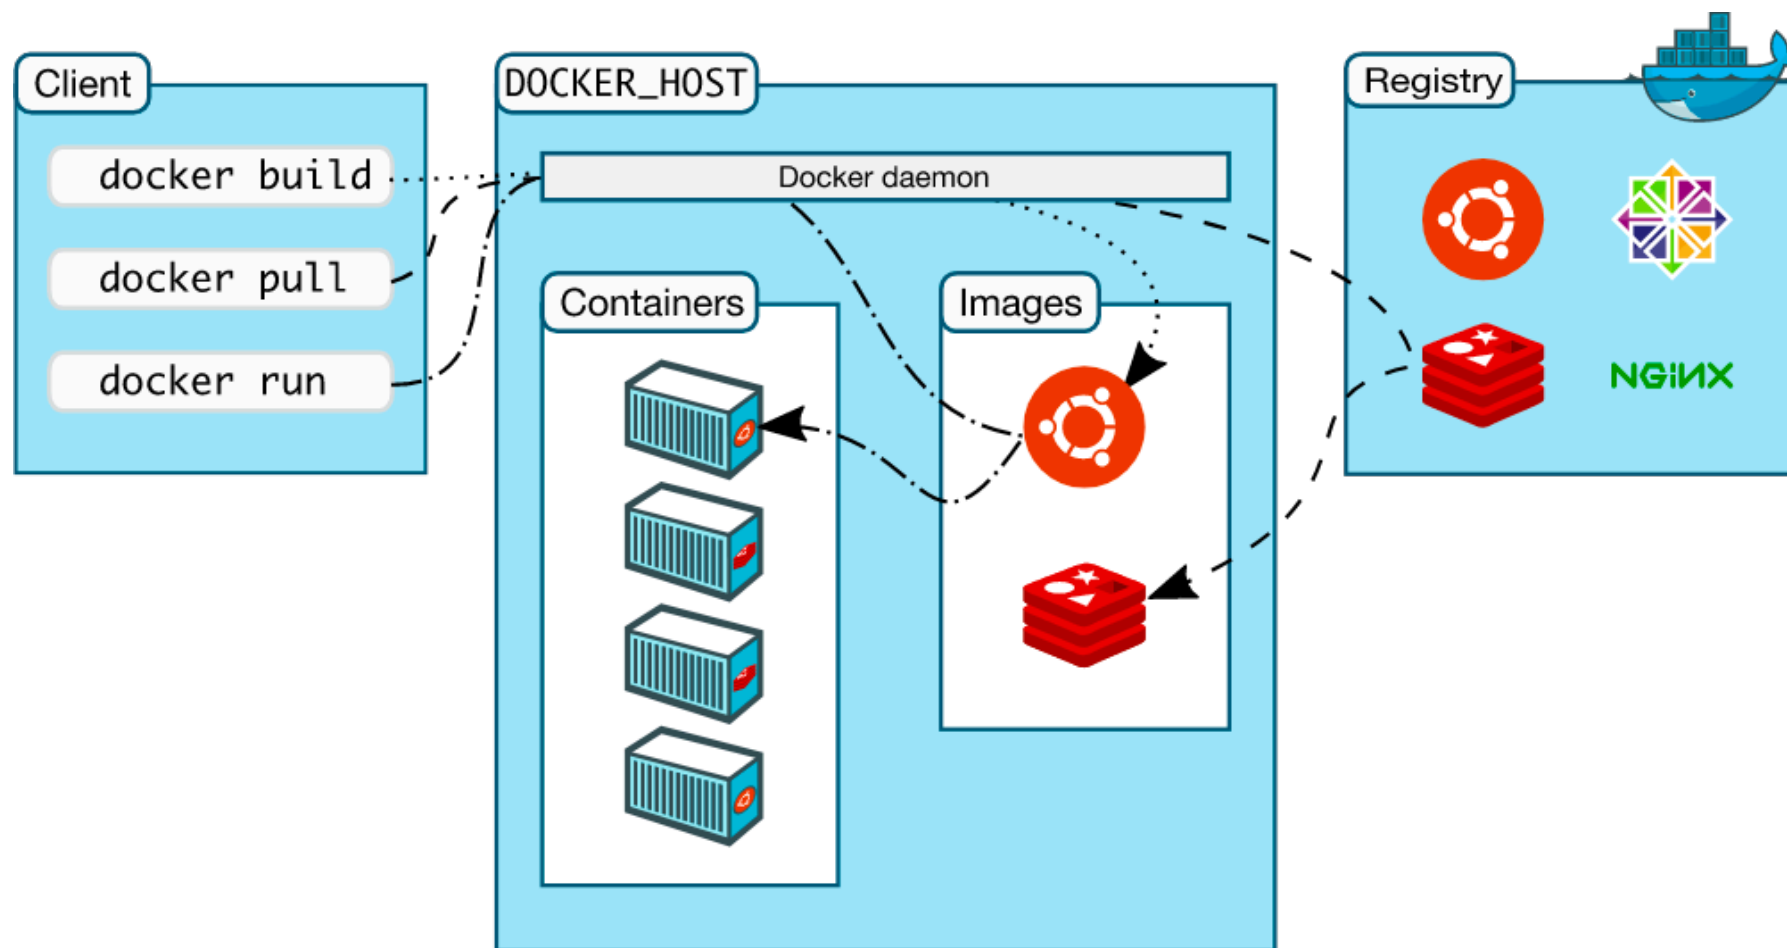 Client
docker build
docker pull
docker run
DOCKER_HOST
Docker daemon
Containers
Images
Registry
NGiNX